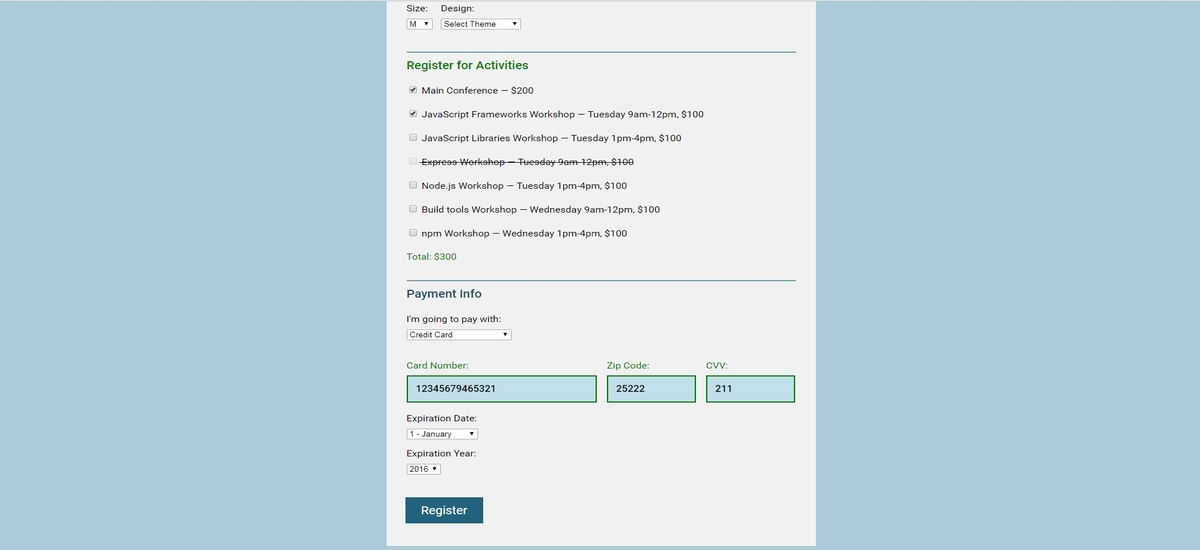 Size: Design:
M Select Theme
Register for Activities
Main Conference — $200
JavaScript Frameworks Workshop — Tuesday 9am-12pm, $100
JavaScript Libraries Workshop — Tuesday 1pm-4pm, $100
Express Workshop — Tuesday 9am-12pm, $100
Node.js Workshop — Tuesday 1pm-4pm, $100
Build tools Workshop — Wednesday 9am-12pm, $100
npm Workshop — Wednesday 1pm-4pm, $100
Total: $300
Payment Info
I'm going to pay with:
Credit Card
Card Number: Zip Code: CVV:
12345679465321 25222 211
Expiration Date:
1 - January
Expiration Year:
2016
Register